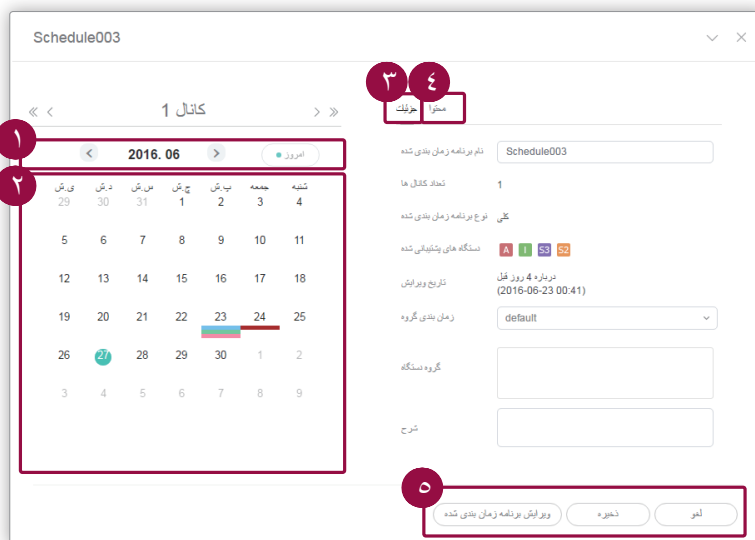 Schedule003
کانال 1
2016. 06
امروز
ی.ش د.ش س.ش چ.ش پ.ش جمعه شنبه
29 30 31 1 2 3 4
5 6 7 8 9 10 11
12 13 14 15 16 17 18
19 20 21 22 23 24 25
26 27 28 29 30 1 2
3 4 5 6 7 8 9
١
٢
٣
٤
جزئیات محتوا
نام برنامه زمان بندی شده Schedule003
تعداد کانال ها 1
نوع برنامه زمان بندی شده کلی
دستگاه های پشتیبانی شده A I S3 S2
تاریخ ویرایش درباره 4 روز قبل
(2016-06-23 00:41)
زمان بندی گروه default
گروه دستگاه
شرح
٥
ویرایش برنامه زمان بندی شده ذخیره لغو